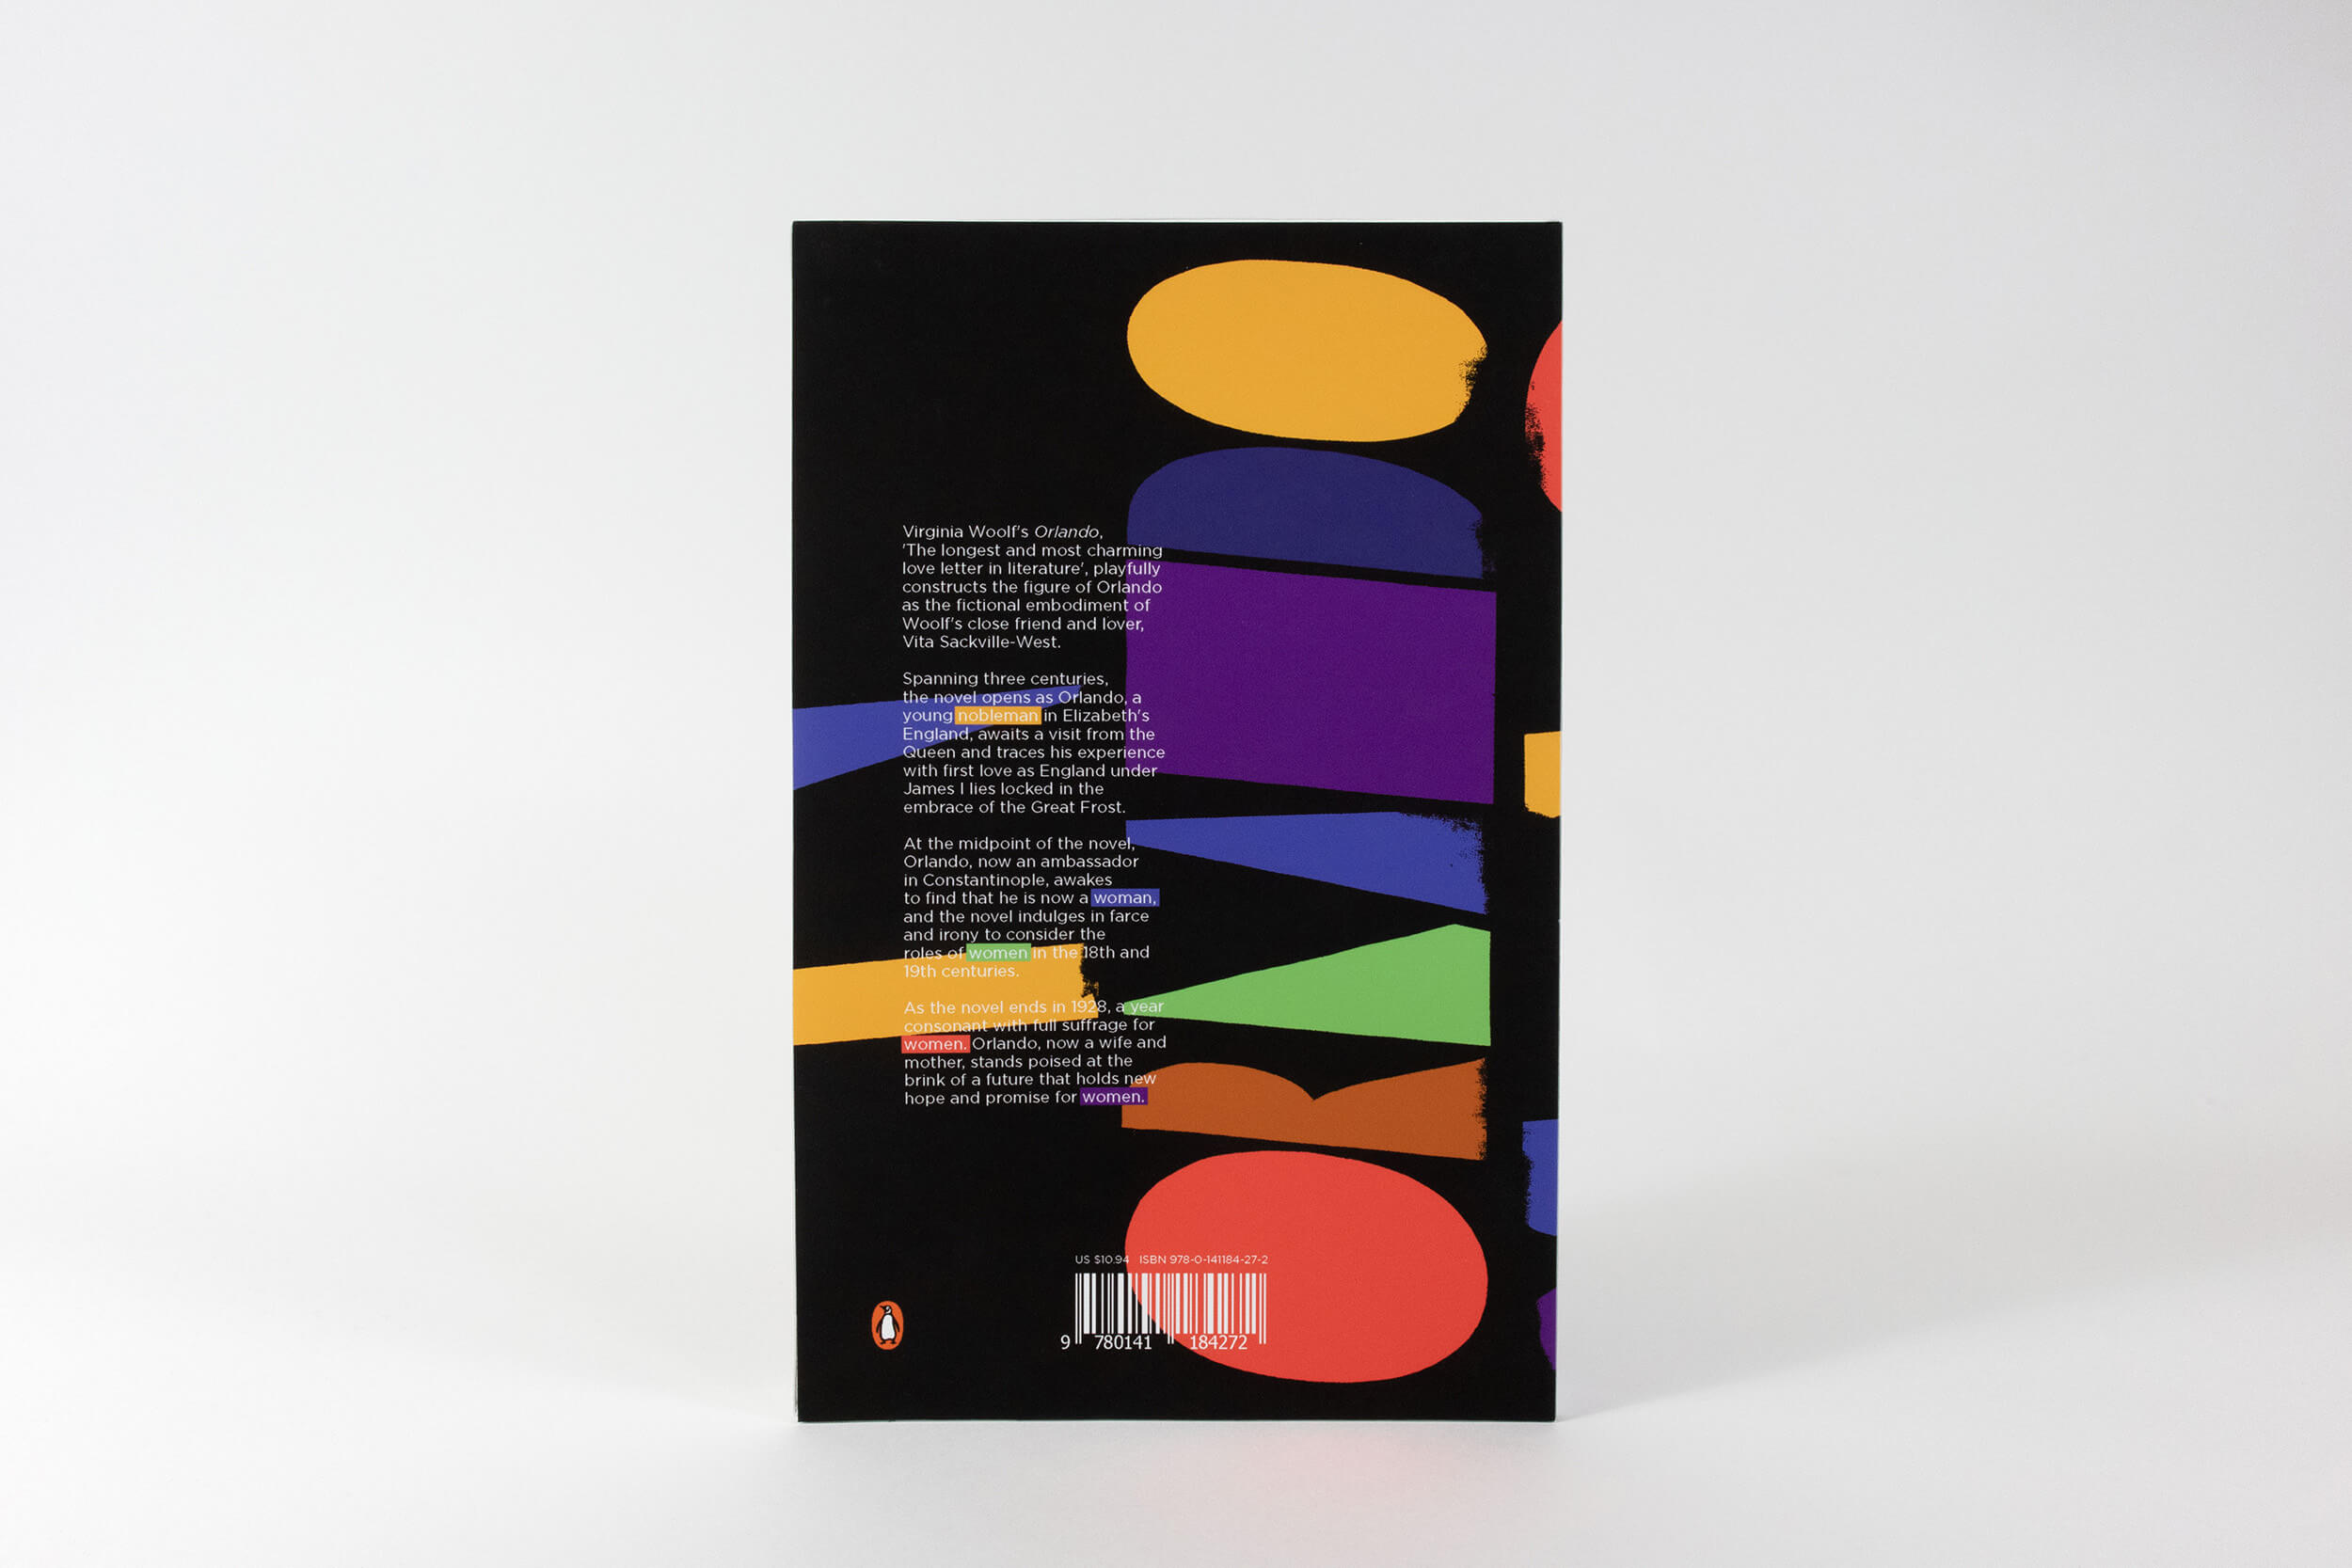 Virginia Woolf's Orlando,
'The longest and most charming
love letter in literature', playfully
constructs the figure of Orlando
as the fictional embodiment of
Woolf's close friend and lover,
Vita Sackville-West.
Spanning three centuries,
the novel opens as Orlando, a
young nobleman in Elizabeth's
England, awaits a visit from the
Queen and traces his experience
with first love as England under
James I lies locked in the
embrace of the Great Frost.
At the midpoint of the novel,
Orlando, now an ambassador
in Constantinople, awakes
to find that he is now a woman,
and the novel indulges in farce
and irony to consider the
roles of women in the 18th and
19th centuries.
As the novel ends in 1928, a year
consonant with full suffrage for
women. Orlando, now a wife and
mother, stands poised at the
brink of a future that holds new
hope and promise for women.
US $10.94 ISBN 978-0-141184-27-2
9 780141 184272